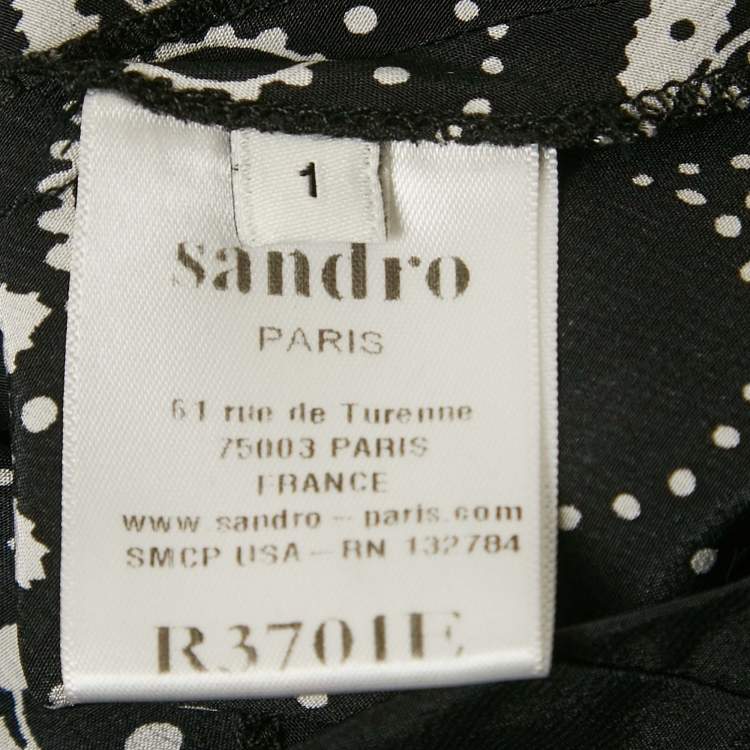 1
sandro
PARIS
61 rue de Turenne
75003 PARIS
FRANCE
www sandro - paris.com
SMCP USA - RN 132784
R3701E